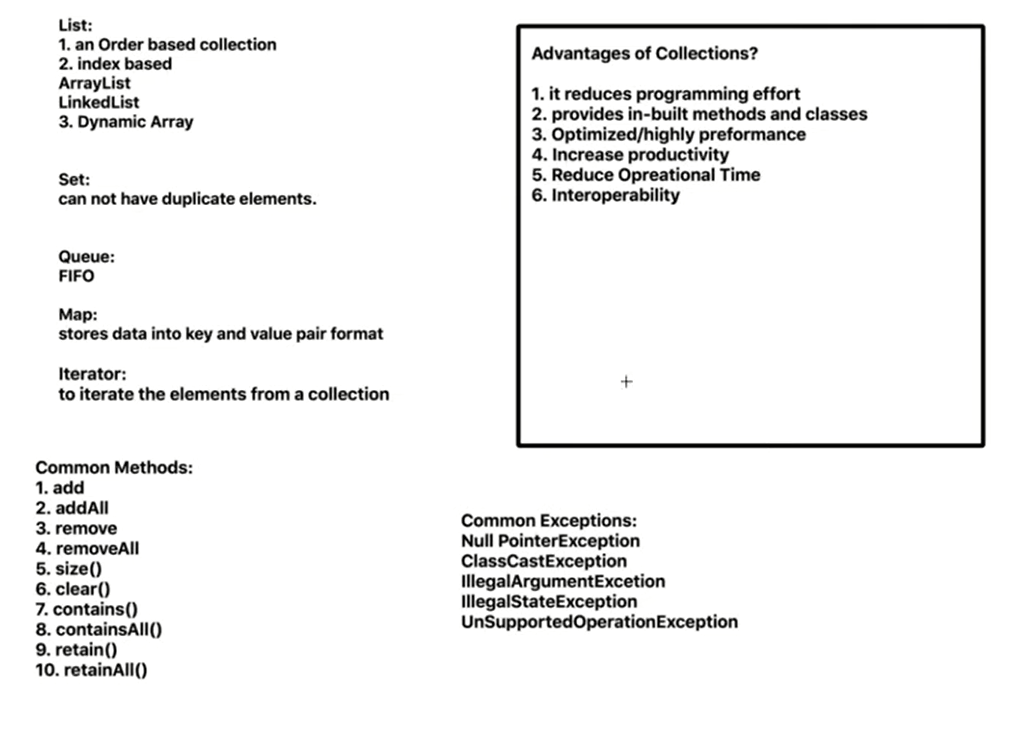 List:
1. an Order based collection
2. index based
ArrayList
LinkedList
3. Dynamic Array
Set:
can not have duplicate elements.
Queue:
FIFO
Map:
stores data into key and value pair format
Iterator:
to iterate the elements from a collection
Common Methods:
1. add
2. addAll
3. remove
4. removeAll
5. size()
6. clear()
7. contains()
8. containsAll()
9. retain()
10. retainAll()
Advantages of Collections?
1. it reduces programming effort
2. provides in-built methods and classes
3. Optimized/highly preformance
4. Increase productivity
5. Reduce Opreational Time
6. Interoperability
Common Exceptions:
Null PointerException
ClassCastException
IllegalArgumentExcetion
IllegalStateException
UnSupportedOperationException